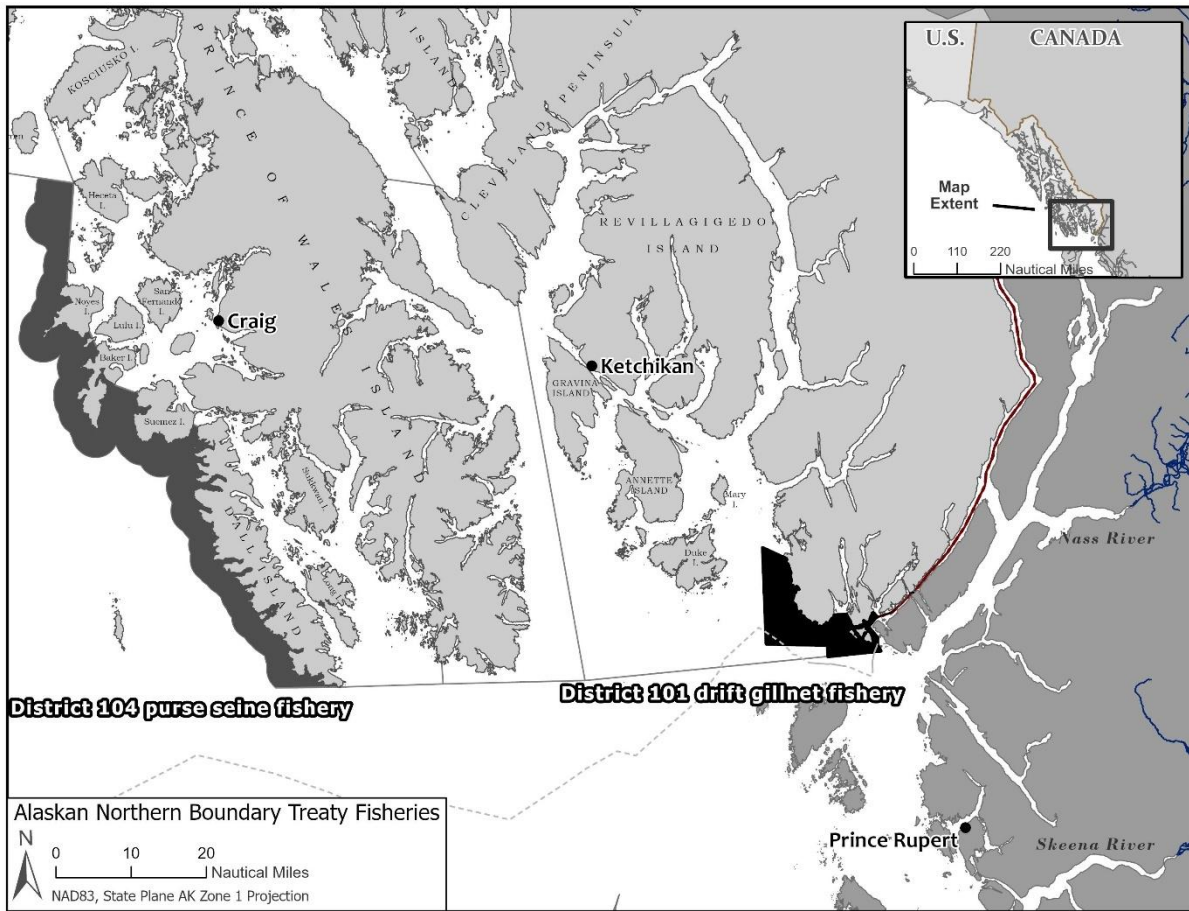 U.S.
CANADA
Map
Extent
0 110 220
Nautical Miles
KOSCIUSKO I.
PRINCE OF WALES ISLAND
ISLAND
Deer I.
CLEVELAND PENINSULA
Heceta
I.
REVILLAGIGEDO
ISLAND
Noyes
I.
Lulu I.
San
Fernando
I.
Craig
Baker I.
Ketchikan
GRAVINA
ISLAND
Suemez I.
Sukkwan I.
ANNETTE
ISLAND
Mary
I.
DALL ISLAND
Long I.
Duke
I.
Nass River
District 104 purse seine fishery
District 101 drift gillnet fishery
Prince Rupert
Skeena River
Alaskan Northern Boundary Treaty Fisheries
N
0 10 20
Nautical Miles
NAD83, State Plane AK Zone 1 Projection